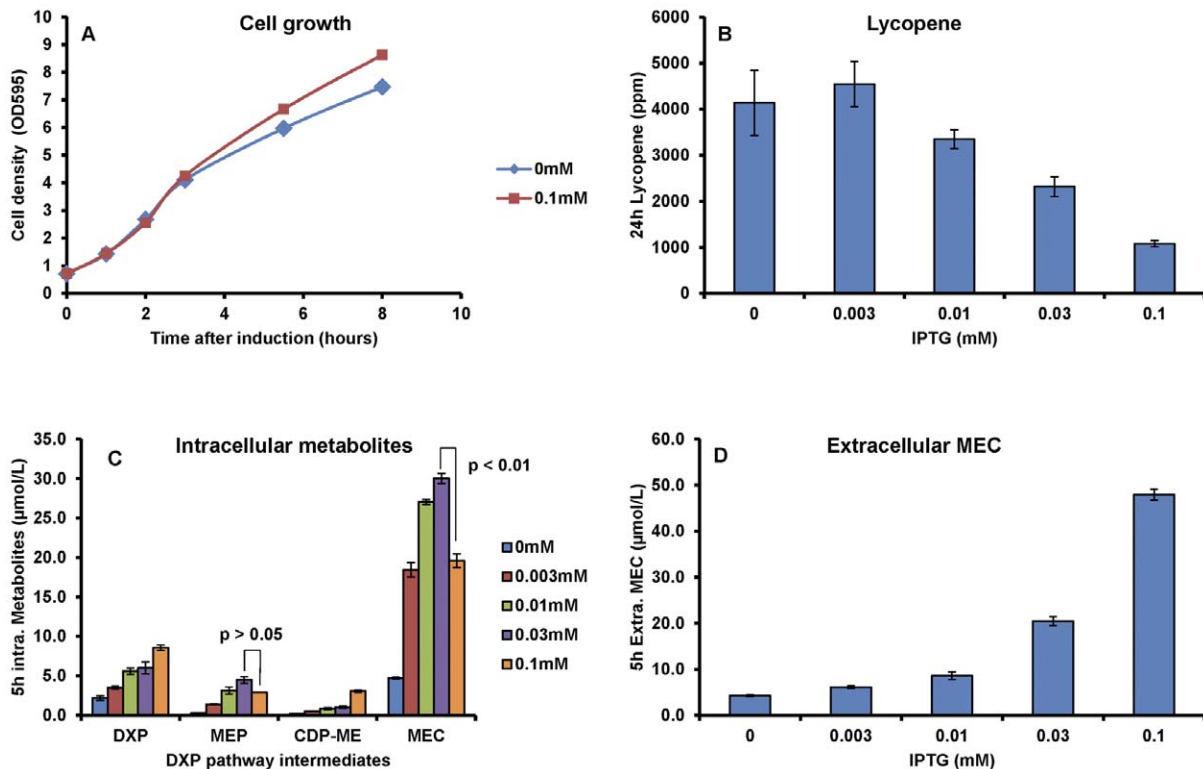 A
Cell growth
10
9
8
7
6
5
4
3
2
1
0
Cell density (OD595)
0 2 4 6 8 10
Time after induction (hours)
0mM
0.1mM
B
Lycopene
6000
5000
4000
3000
2000
1000
0
24h Lycopene (ppm)
0 0.003 0.01 0.03 0.1
IPTG (mM)
C
Intracellular metabolites
35.0
30.0
25.0
20.0
15.0
10.0
5.0
0.0
5h intra. Metabolites (µmol/L)
p > 0.05
p < 0.01
DXP MEP CDP-ME MEC
DXP pathway intermediates
0mM
0.003mM
0.01mM
0.03mM
0.1mM
D
Extracellular MEC
60.0
50.0
40.0
30.0
20.0
10.0
0.0
5h Extra. MEC (µmol/L)
0 0.003 0.01 0.03 0.1
IPTG (mM)